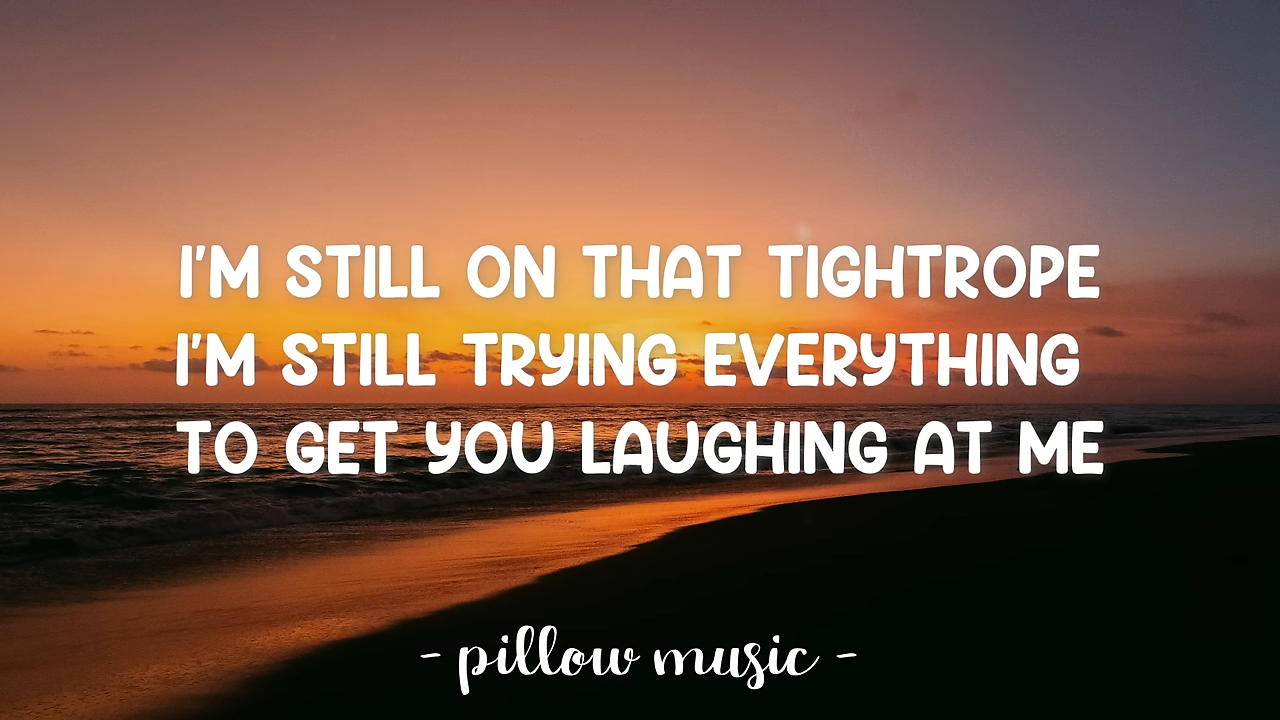 I'M STILL ON THAT TIGHTROPE
I'M STILL TRYING EVERYTHING
TO GET YOU LAUGHING AT ME
- pillow music -